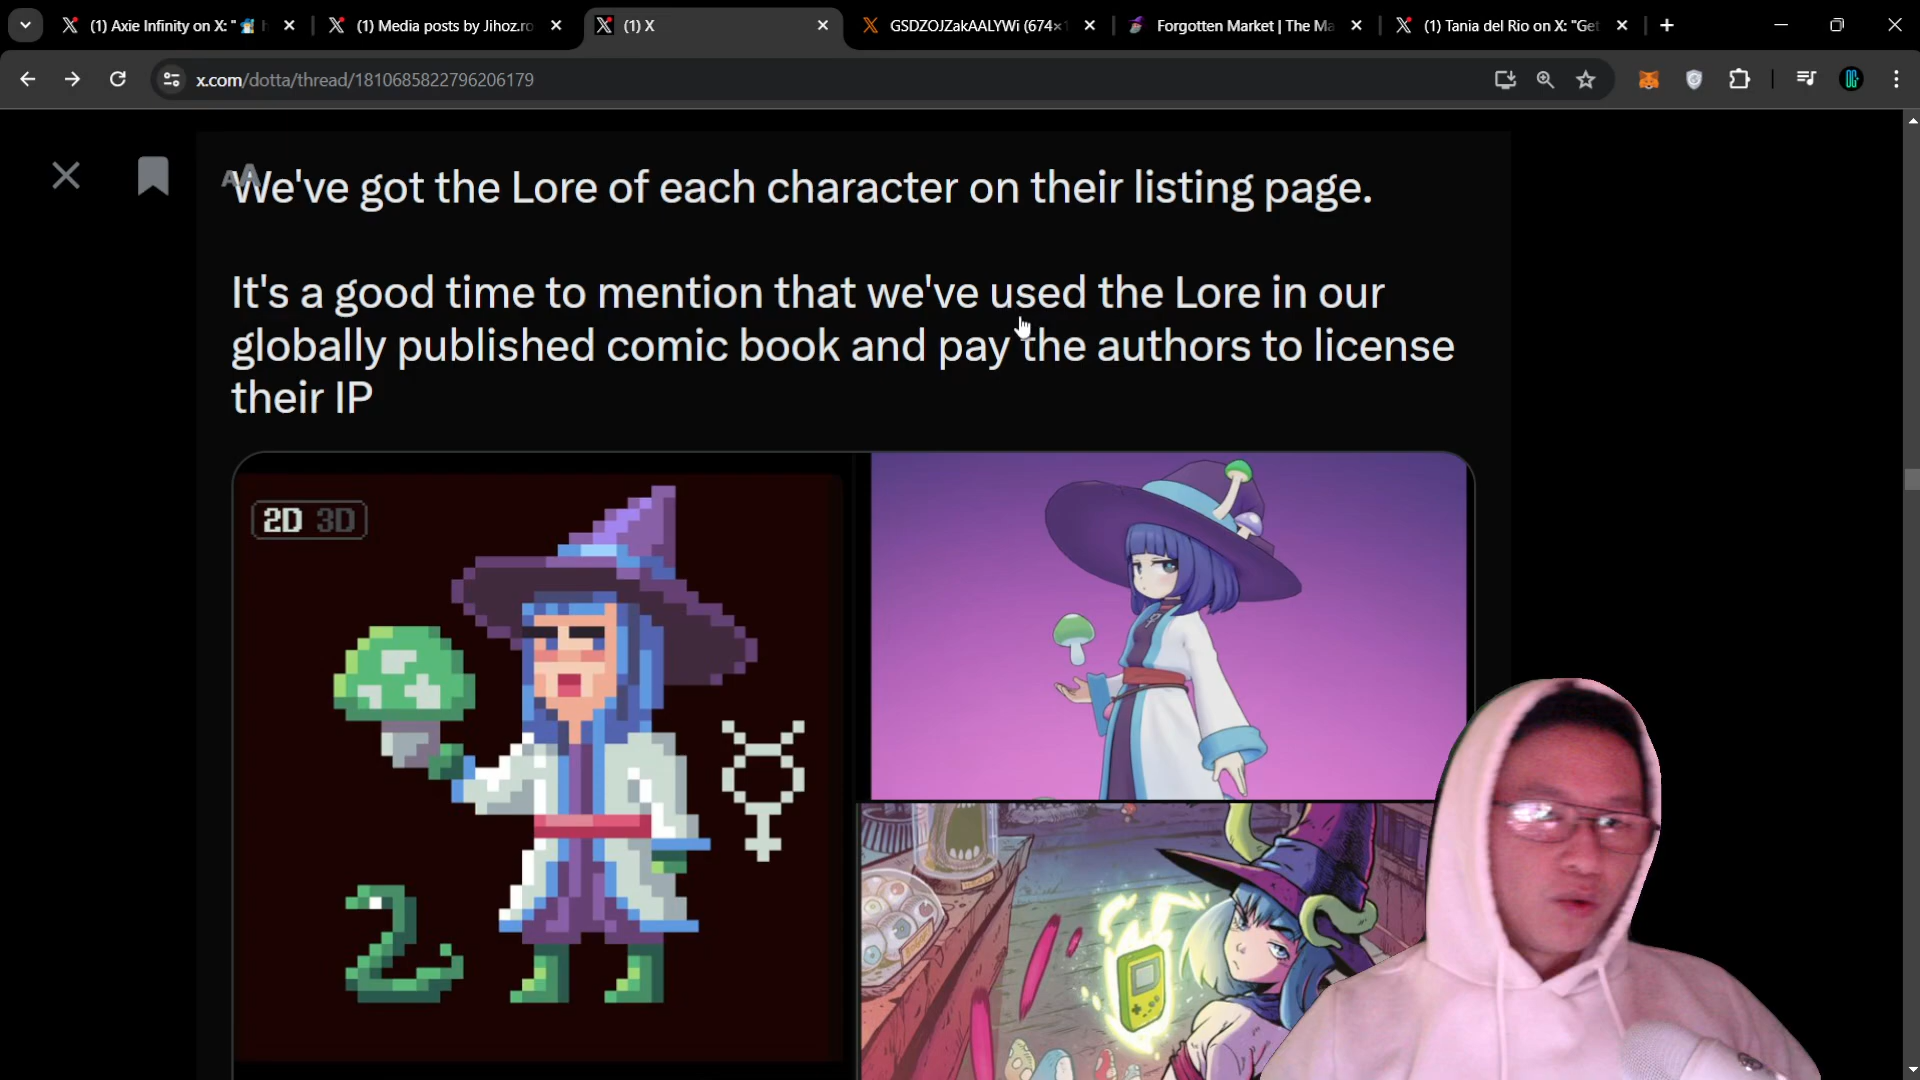 (1) Axie Infinity on X: "
(1) Media posts by Jihoz.ro
(1) X
GSDZOJZakAALYWi (674×1
Forgotten Market | The Ma
(1) Tania del Rio on X: "Get
x.com/dotta/thread/1810685822796206179
AA
We've got the Lore of each character on their listing page.
It's a good time to mention that we've used the Lore in our
globally published comic book and pay the authors to license
their IP
2D 3D